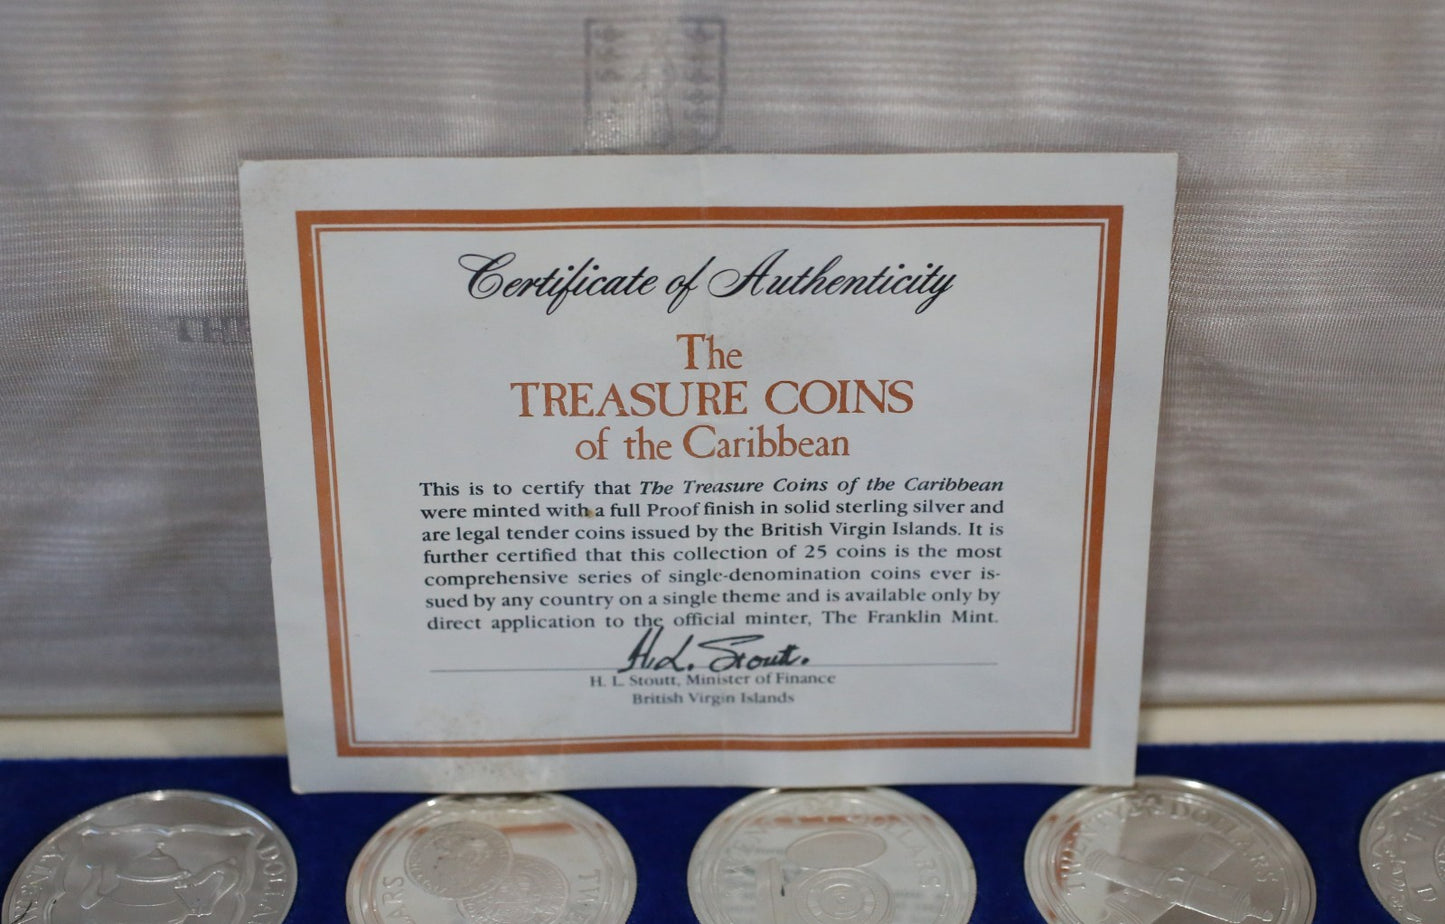 THE
Certificate of Authenticity
The
TREASURE COINS
of the Caribbean
This is to certify that The Treasure Coins of the Caribbean
were minted with a full Proof finish in solid sterling silver and
are legal tender coins issued by the British Virgin Islands. It is
further certified that this collection of 25 coins is the most
comprehensive series of single-denomination coins ever is-
sued by any country on a single theme and is available only by
direct application to the official minter, The Franklin Mint.
H. L. Stoutt.
H. L. Stoutt, Minister of Finance
British Virgin Islands
DOLLAR
TWENTY DOLLARS